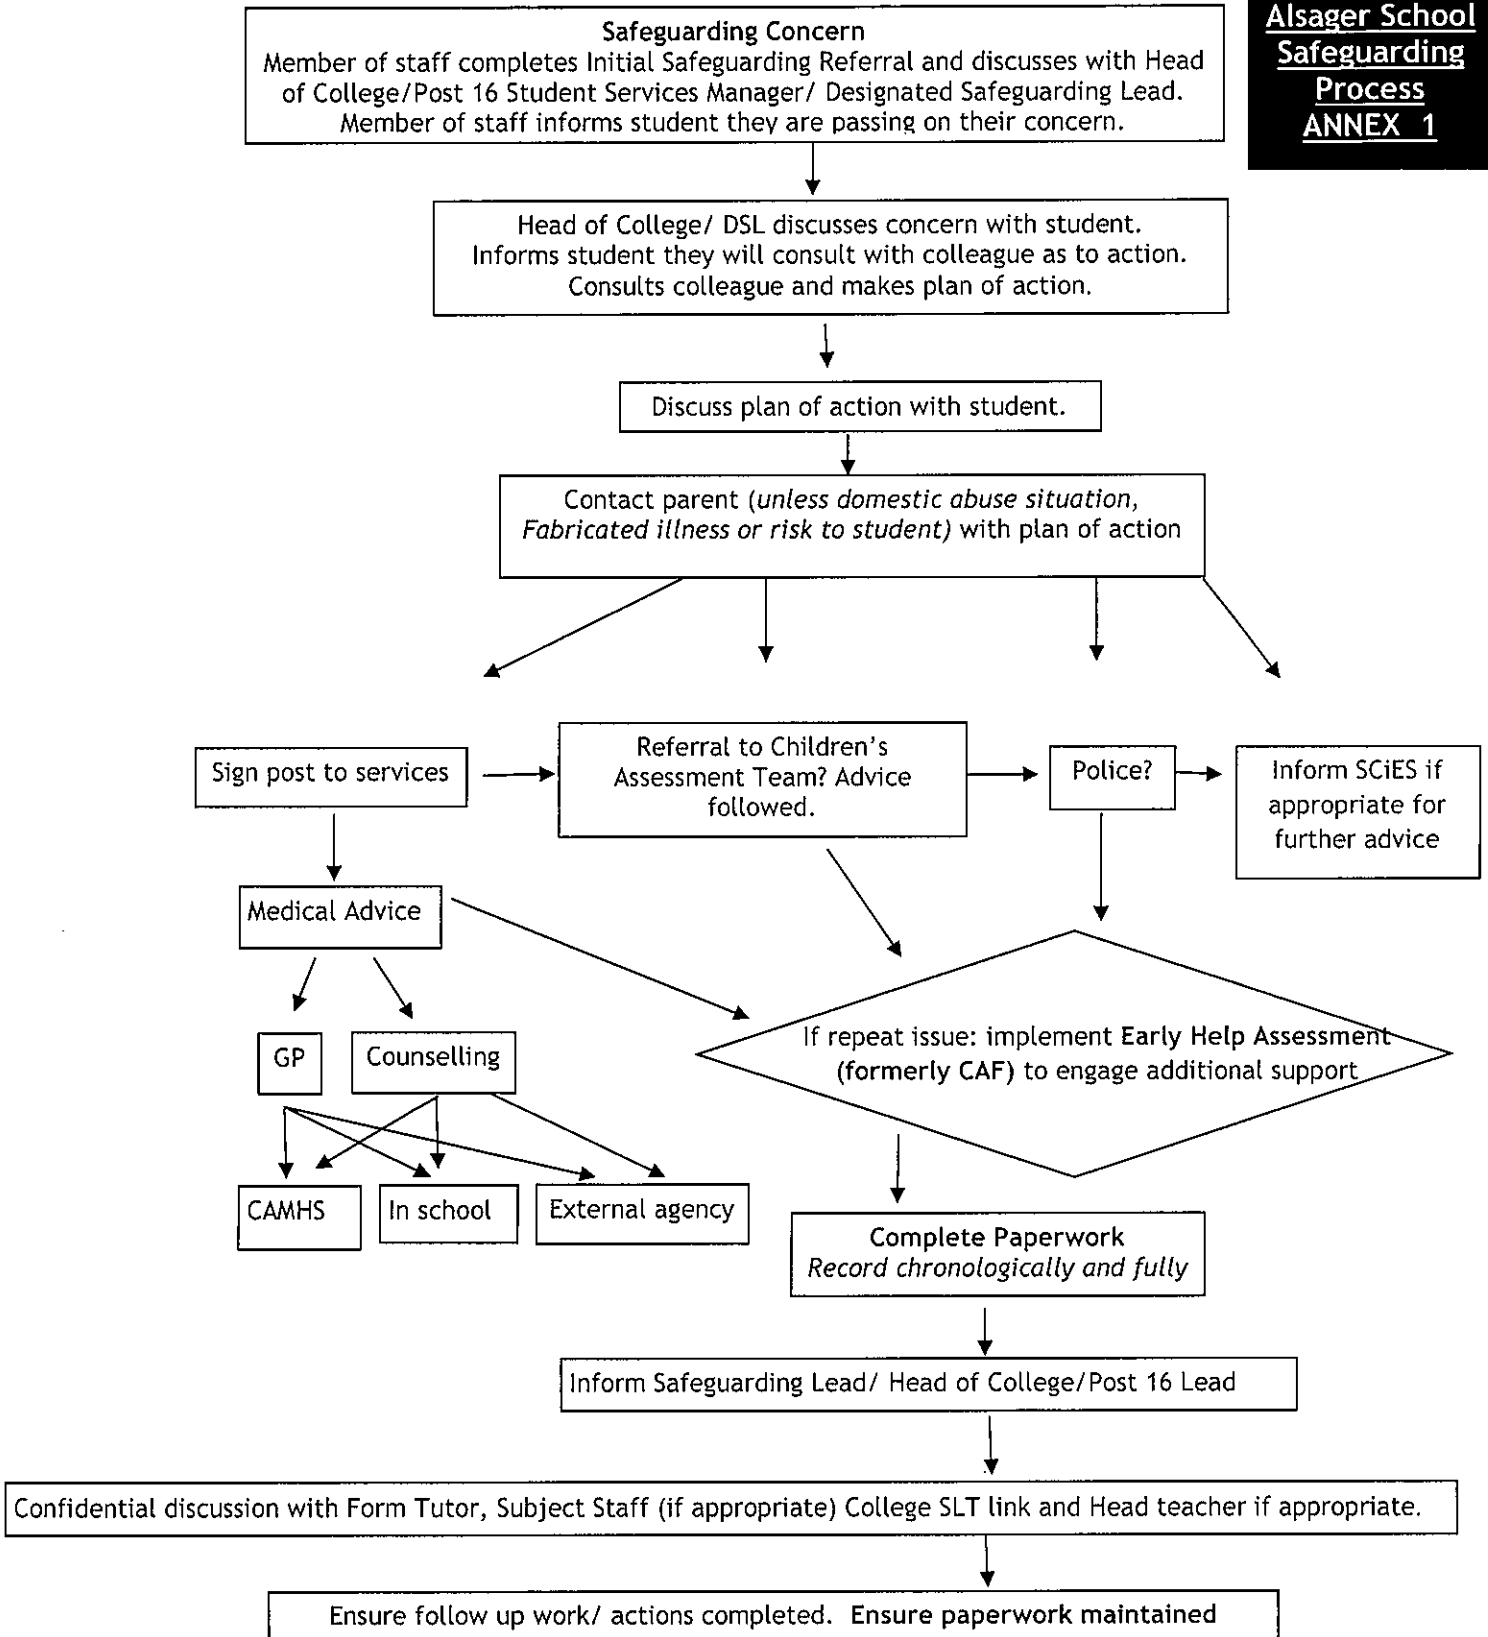 Alsager School
Safeguarding
Process
ANNEX 1
Safeguarding Concern
Member of staff completes Initial Safeguarding Referral and discusses with Head
of College/Post 16 Student Services Manager/ Designated Safeguarding Lead.
Member of staff informs student they are passing on their concern.
Head of College/ DSL discusses concern with student.
Informs student they will consult with colleague as to action.
Consults colleague and makes plan of action.
Discuss plan of action with student.
Contact parent (unless domestic abuse situation,
Fabricated illness or risk to student) with plan of action
Sign post to services
Referral to Children's
Assessment Team? Advice
followed.
Police?
Inform SCiES if
appropriate for
further advice
Medical Advice
GP
Counselling
If repeat issue: implement Early Help Assessment
(formerly CAF) to engage additional support
CAMHS
In school
External agency
Complete Paperwork
Record chronologically and fully
Inform Safeguarding Lead/ Head of College/Post 16 Lead
Confidential discussion with Form Tutor, Subject Staff (if appropriate) College SLT link and Head teacher if appropriate.
Ensure follow up work/ actions completed. Ensure paperwork maintained